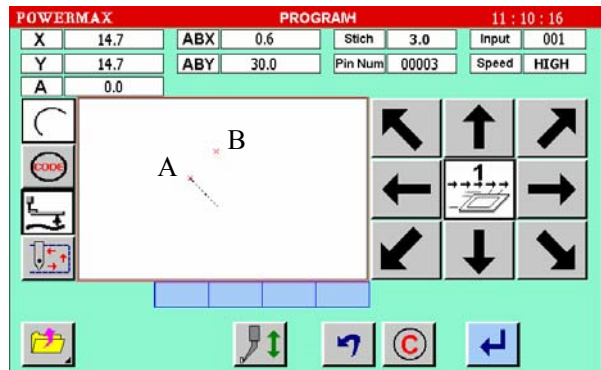 POWERMAX PROGRAM 11 : 10 : 16
X 14.7 ABX 0.6 Stich 3.0 Input 001
Y 14.7 ABY 30.0 Pin Num 00003 Speed HIGH
A 0.0
B
CODE
A
1
C